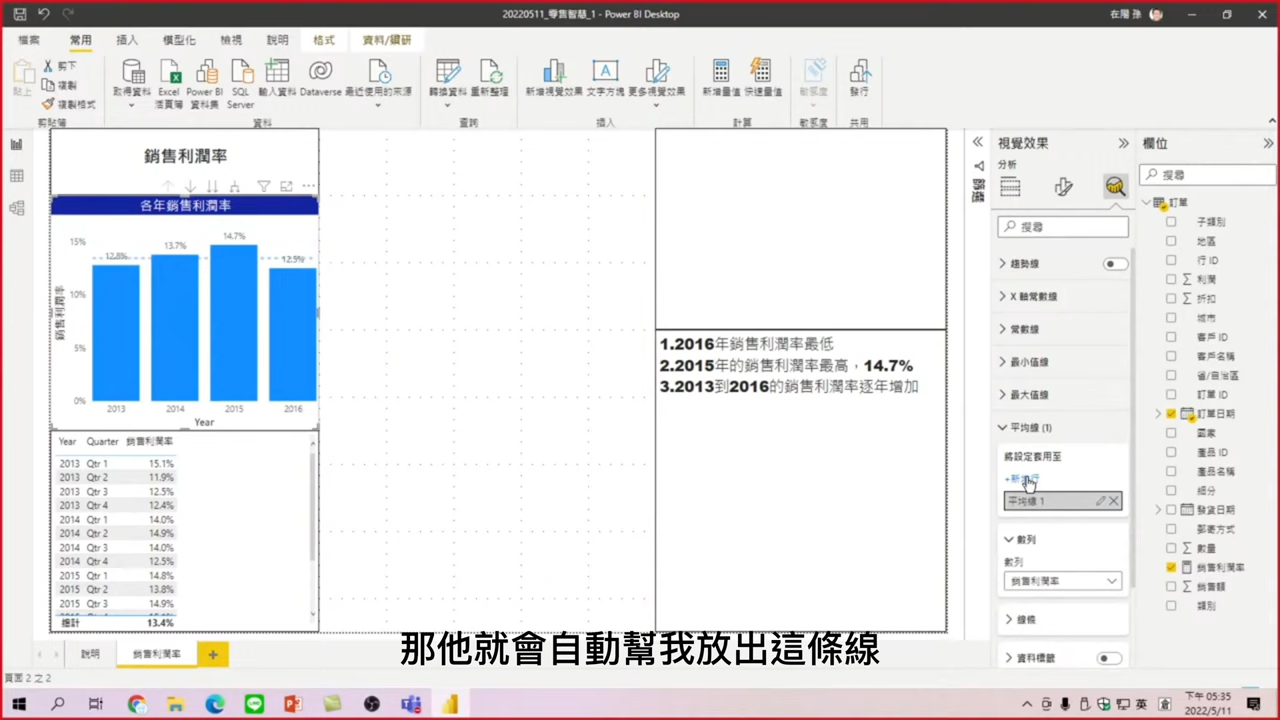 20220511_零售智慧_1 - Power BI Desktop
在陽 孫
檔案 常用 插入 模型化 檢視 說明 格式 資料/鑽研
貼上 剪下 複製 複製格式
取得資料 Excel 活頁簿 Power BI 資料集 SQL Server 輸入資料 Dataverse 最近使用的來源
轉換資料 重新整理
新增視覺效果 文字方塊 更多視覺效果
新增量值 快速量值
敏感度
發行
剪貼簿 資料 查詢 插入 計算 敏感度 共用
銷售利潤率
各年銷售利潤率
銷售利潤率
15%
10%
5%
0%
12.8% 13.7% 14.7% 12.5%
2013 2014 2015 2016
Year
Year Quarter 銷售利潤率
2013 Qtr 1 15.1%
2013 Qtr 2 11.9%
2013 Qtr 3 12.5%
2013 Qtr 4 12.4%
2014 Qtr 1 14.0%
2014 Qtr 2 14.9%
2014 Qtr 3 14.0%
2014 Qtr 4 12.5%
2015 Qtr 1 14.8%
2015 Qtr 2 13.8%
2015 Qtr 3 14.9%
總計 13.4%
1.2016年銷售利潤率最低
2.2015年的銷售利潤率最高，14.7%
3.2013到2016的銷售利潤率逐年增加
篩選
視覺效果
分析
搜尋
趨勢線
X 軸常數線
常數線
最小值線
最大值線
平均線 (1)
將設定套用至
+新增行
平均線 1
數列
數列
銷售利潤率
線條
資料標籤
欄位
搜尋
訂單
子類別
地區
行 ID
利潤
折扣
城市
客戶 ID
客戶名稱
省/自治區
訂單 ID
訂單日期
國家
產品 ID
產品名稱
細分
發貨日期
郵寄方式
數量
銷售利潤率
銷售額
類別
說明 銷售利潤率
頁面 2 之 2
那他就會自動幫我放出這條線
英
下午 05:35
2022/5/11